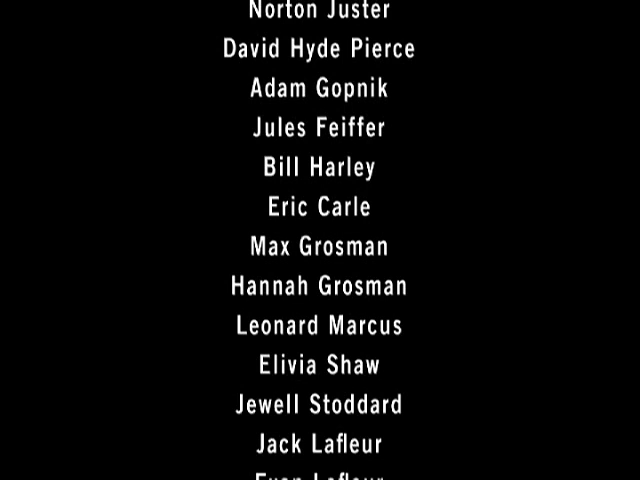 Norton Juster
David Hyde Pierce
Adam Gopnik
Jules Feiffer
Bill Harley
Eric Carle
Max Grosman
Hannah Grosman
Leonard Marcus
Elivia Shaw
Jewell Stoddard
Jack Lafleur
Lafleur